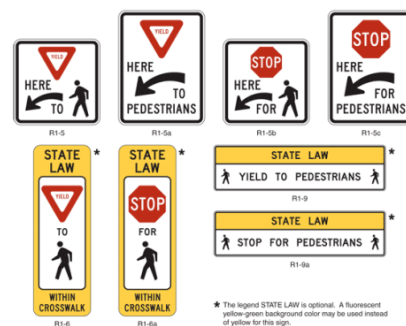 YIELD
HERE
TO
R1-5
YIELD
HERE
TO
PEDESTRIANS
R1-5a
STOP
HERE
FOR
R1-5b
STOP
HERE
FOR
PEDESTRIANS
R1-5c
STATE
LAW
*
YIELD
TO
WITHIN
CROSSWALK
R1-6
STATE
LAW
*
STOP
FOR
WITHIN
CROSSWALK
R1-6a
STATE LAW
*
YIELD TO PEDESTRIANS
R1-9
STATE LAW
*
STOP FOR PEDESTRIANS
R1-9a
* The legend STATE LAW is optional. A fluorescent
yellow-green background color may be used instead
of yellow for this sign.